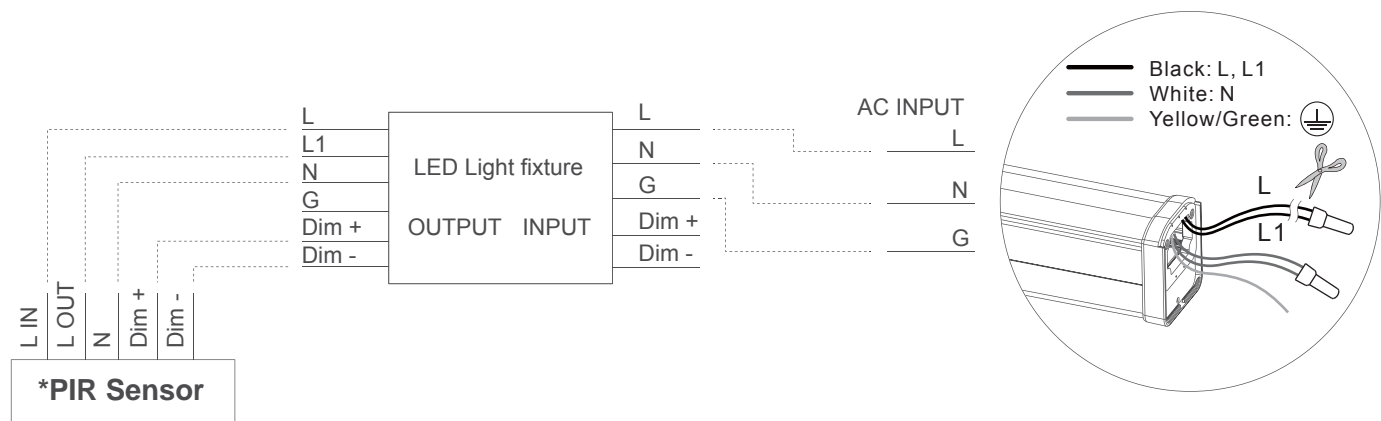 L
L1
N
G
Dim +
Dim -
LED Light fixture
OUTPUT INPUT
L
N
G
Dim +
Dim -
AC INPUT
L
N
G
Black: L, L1
White: N
Yellow/Green:
L
L1
L IN
L OUT
N
Dim +
Dim -
*PIR Sensor